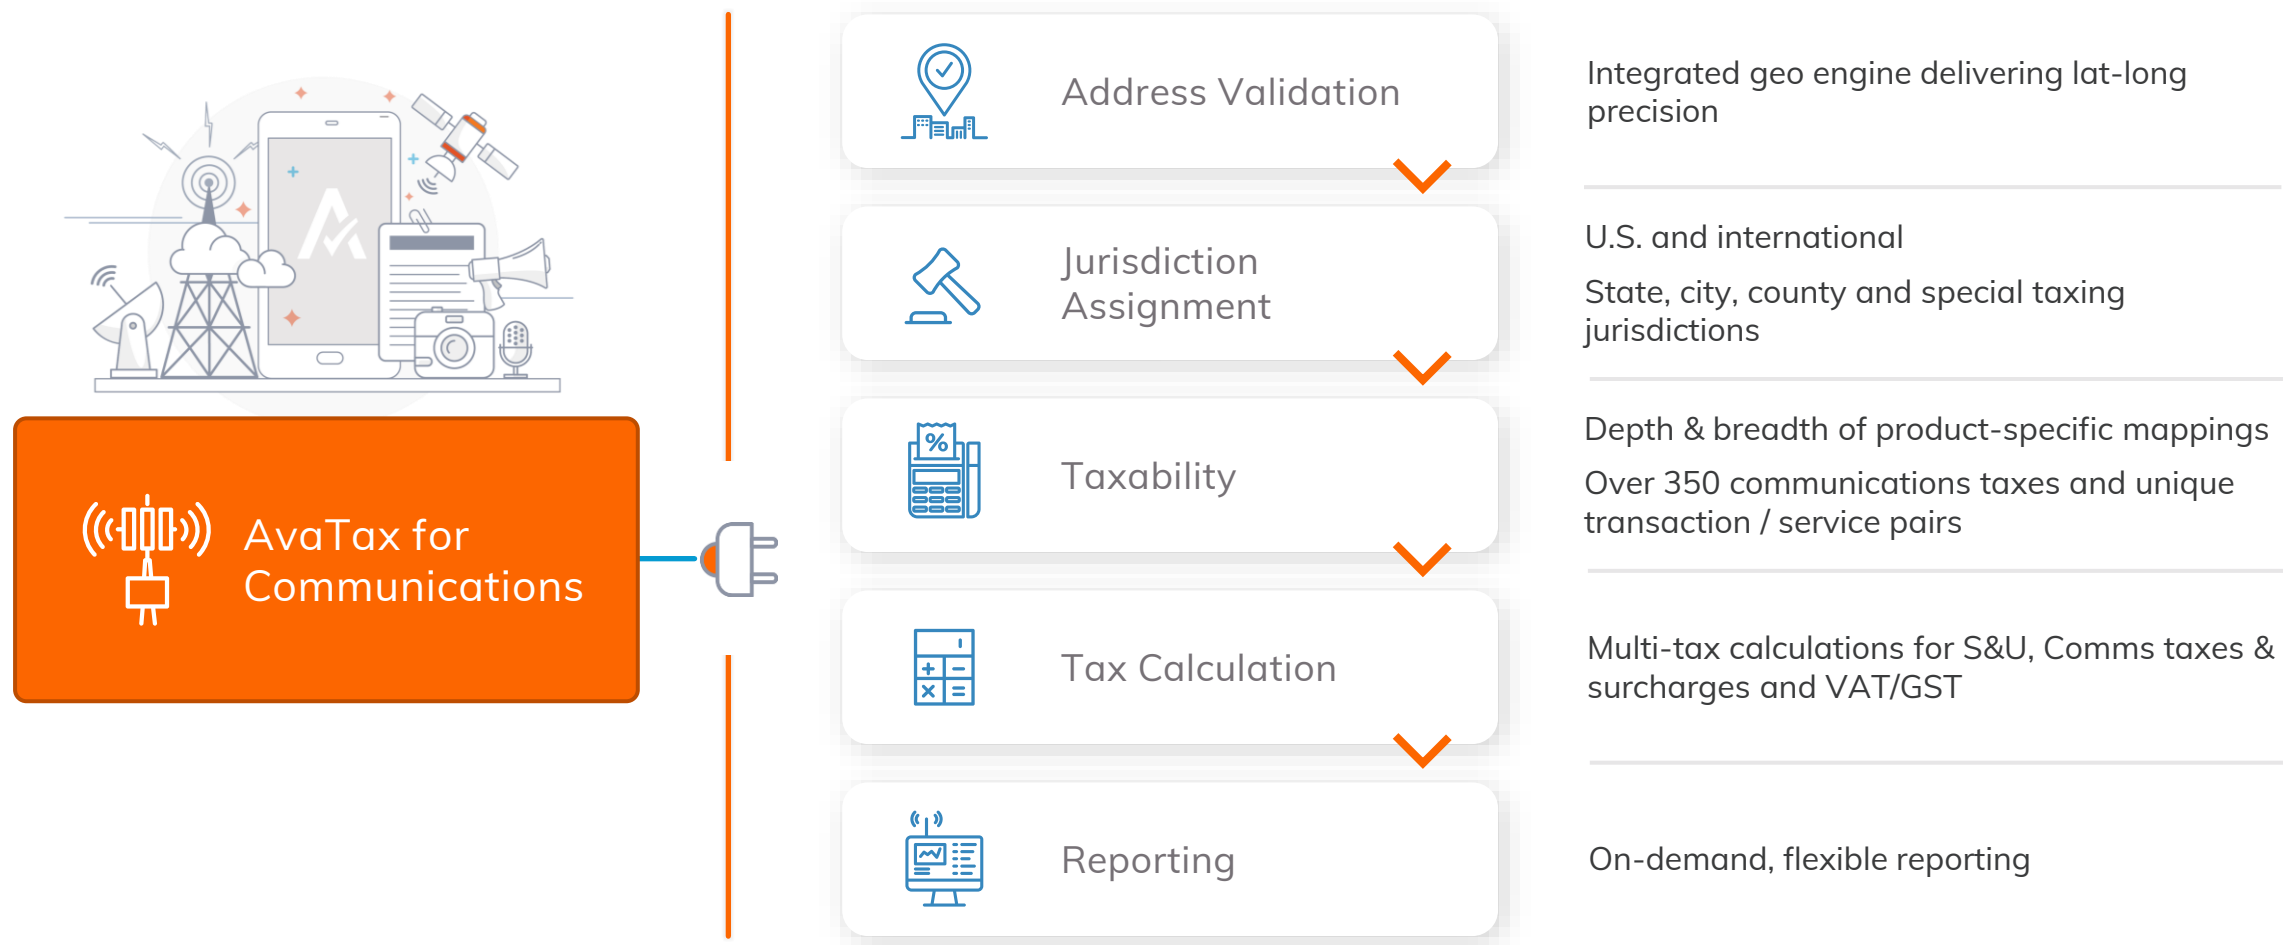 AvaTax for
Communications
Address Validation
Integrated geo engine delivering lat-long
precision
Jurisdiction
Assignment
U.S. and international
State, city, county and special taxing
jurisdictions
Taxability
Depth & breadth of product-specific mappings
Over 350 communications taxes and unique
transaction / service pairs
Tax Calculation
Multi-tax calculations for S&U, Comms taxes &
surcharges and VAT/GST
Reporting
On-demand, flexible reporting